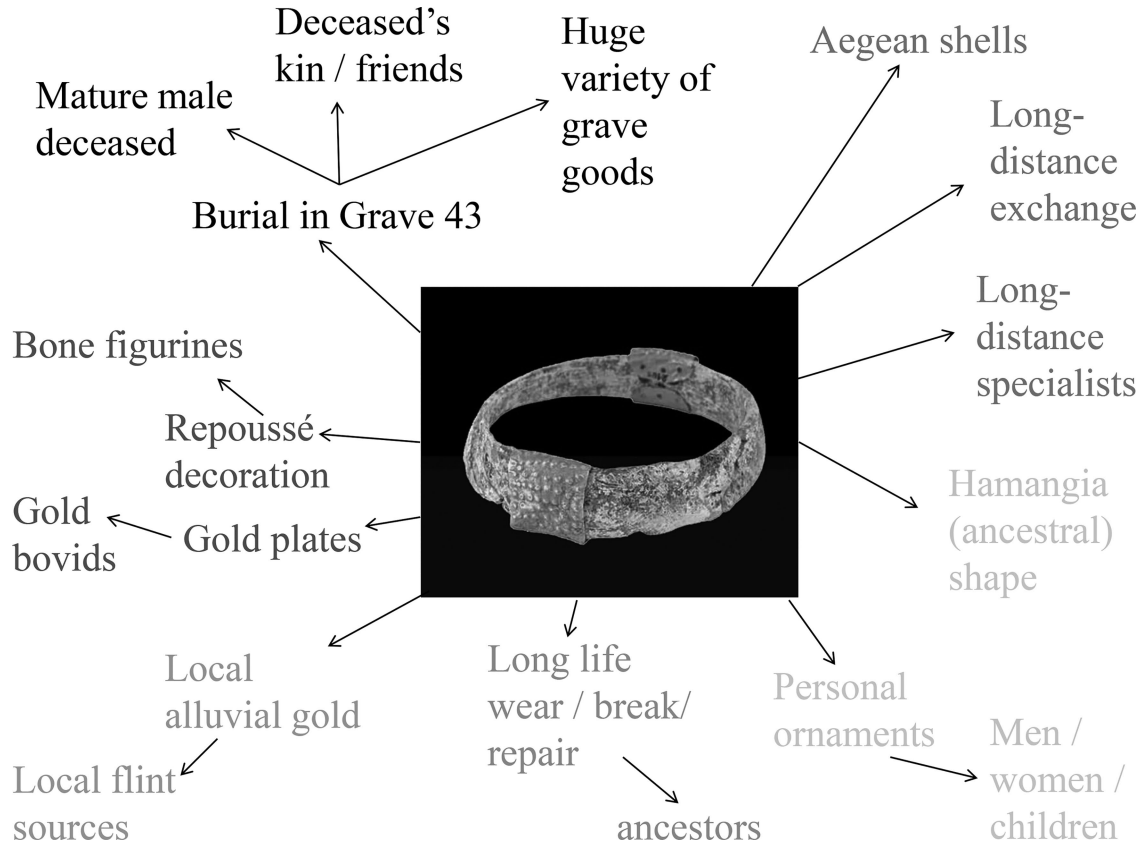 Deceased’s
kin / friends
Huge
variety of
grave
goods
Aegean shells
Mature male
deceased
Long-
distance
exchange
Burial in Grave 43
Long-
distance
specialists
Bone figurines
Repoussé
decoration
Gold
bovids
Gold plates
Hamangia
(ancestral)
shape
Local
alluvial gold
Long life
wear / break/
repair
Personal
ornaments
Men /
women /
children
Local flint
sources
ancestors